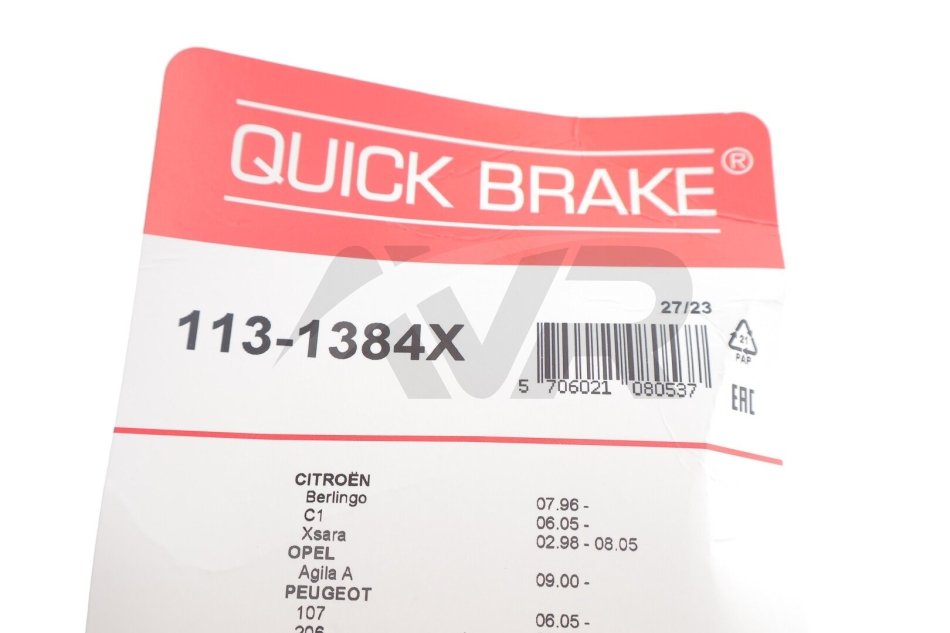 QUICK BRAKE®
27/23
113-1384X
5 706021 080537
21
PAP
EAC
CITROËN
Berlingo 07.96 -
C1 06.05 -
Xsara 02.98 - 08.05
OPEL
Agila A 09.00 -
PEUGEOT
107 06.05 -
206